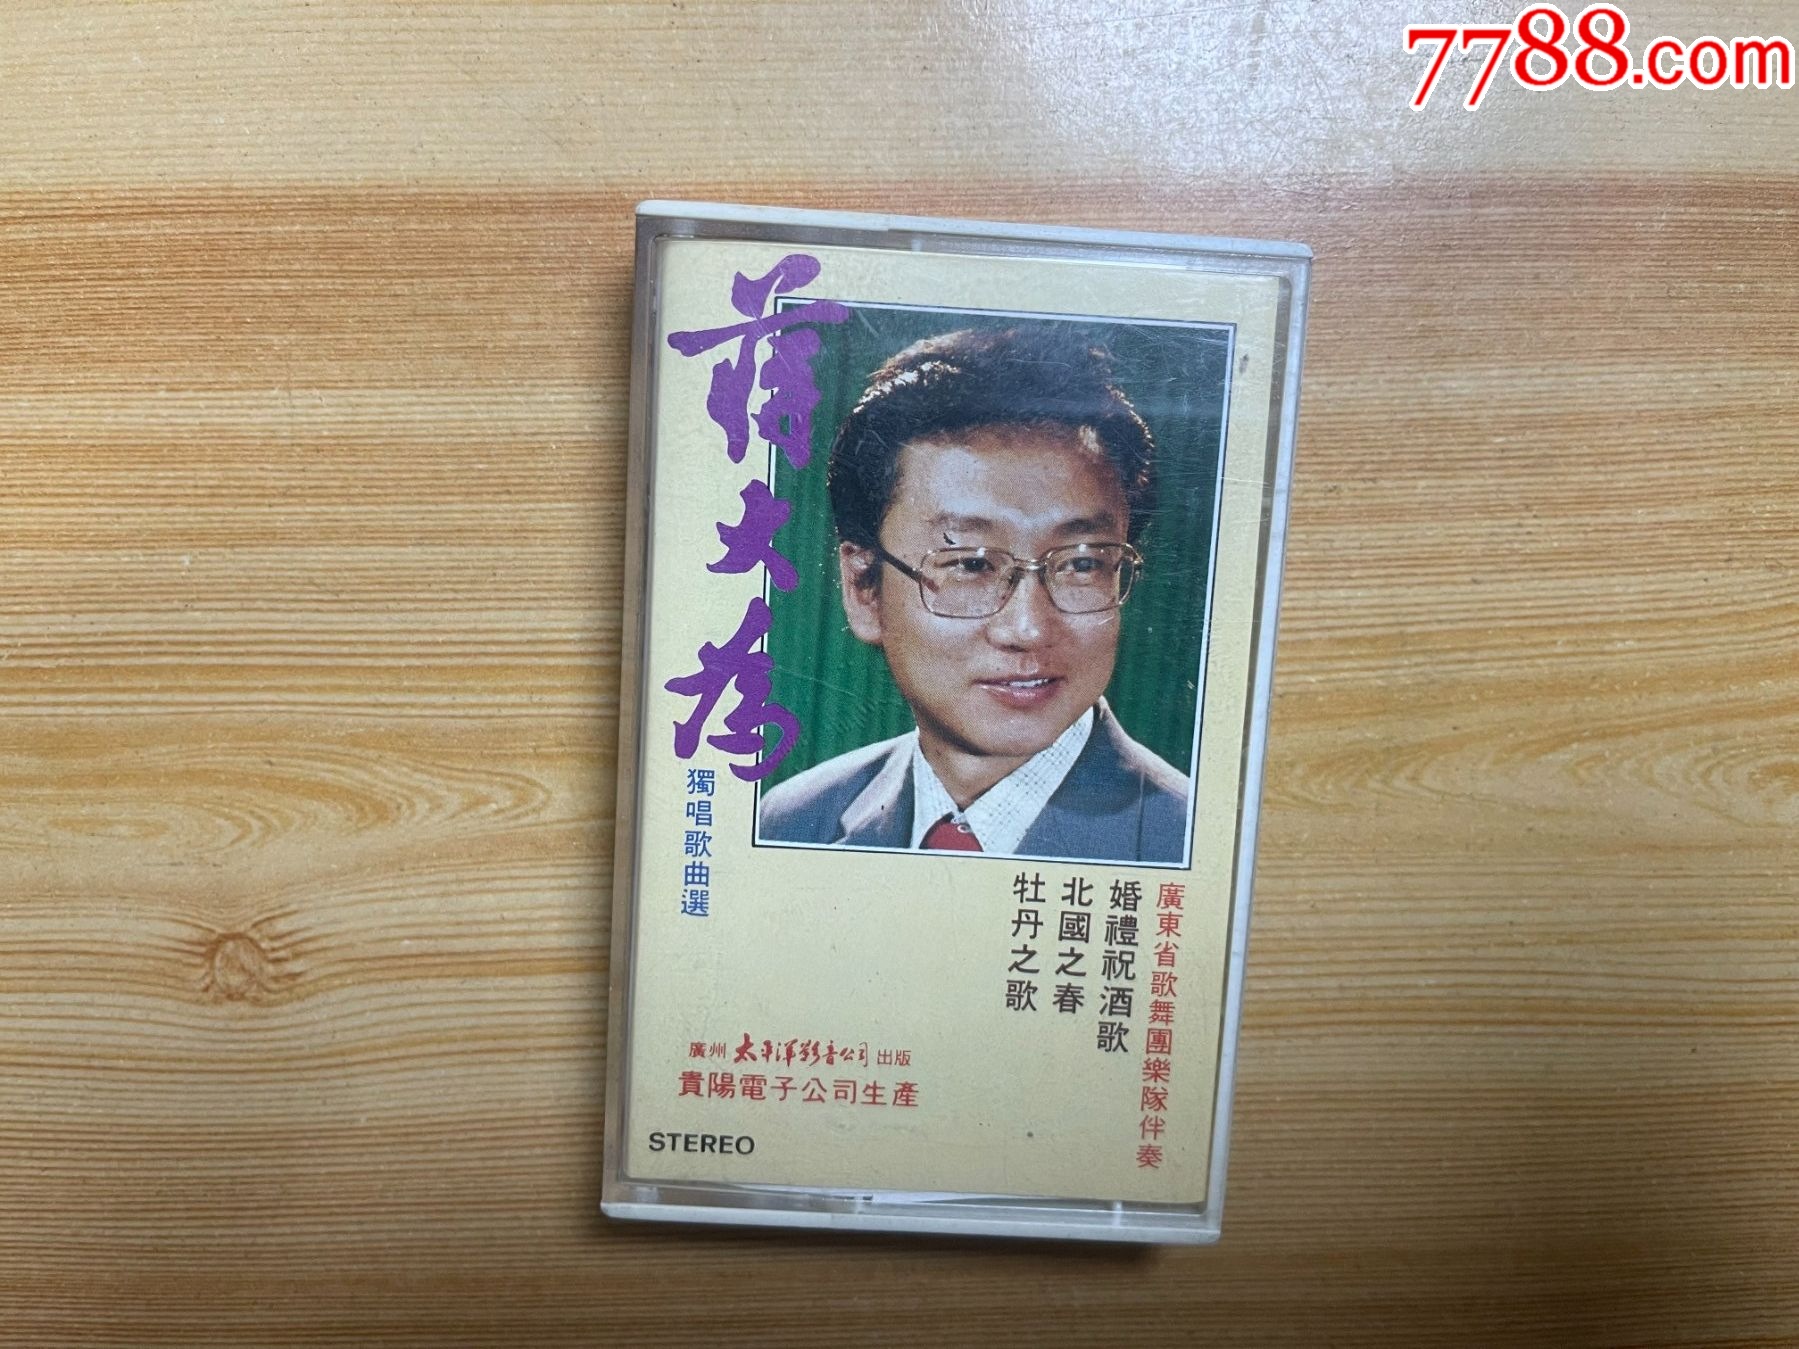 7788.com
蒋大為
獨唱歌曲選
廣東省歌舞團樂隊伴奏
婚禮祝酒歌
北國之春
牡丹之歌
廣州 太平洋影音公司 出版
貴陽電子公司生產
STEREO